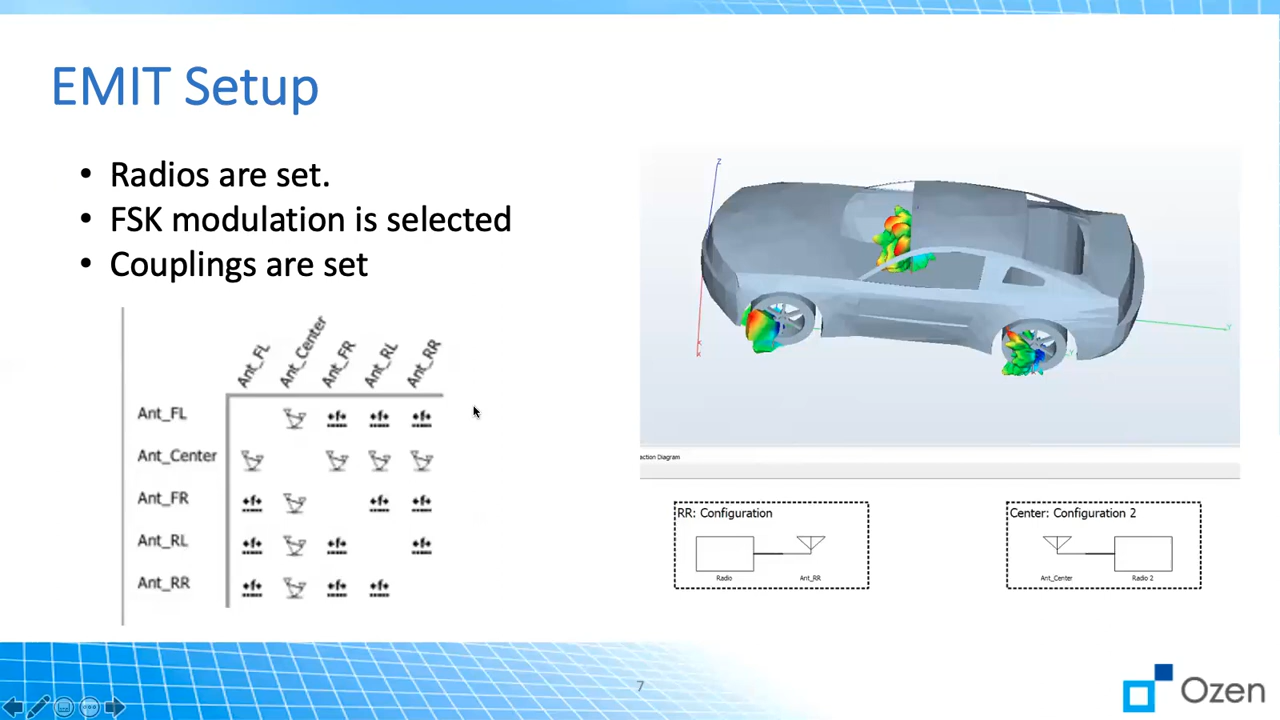 EMIT Setup
• Radios are set.
• FSK modulation is selected
• Couplings are set
Ant_FL
Ant_Center
Ant_FR
Ant_RL
Ant_RR
Ant_FL
Ant_Center
Ant_FR
Ant_RL
Ant_RR
Z
X
Y
Y
action Diagram
RR: Configuration
Radio
Ant_RR
Center: Configuration 2
Ant_Center
Radio 2
7
Ozen